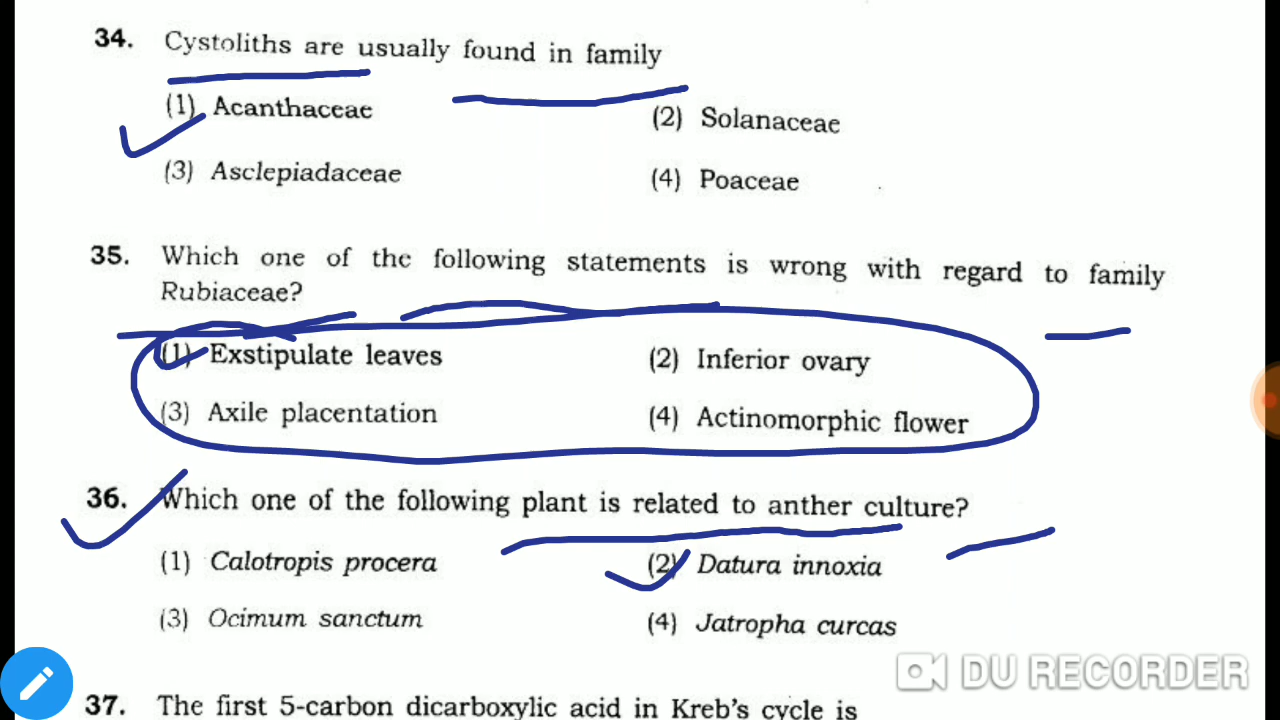 34. Cystoliths are usually found in family
(1) Acanthaceae (2) Solanaceae
(3) Asclepiadaceae (4) Poaceae
35. Which one of the following statements is wrong with regard to family
Rubiaceae?
(1) Exstipulate leaves (2) Inferior ovary
(3) Axile placentation (4) Actinomorphic flower
36. Which one of the following plant is related to anther culture?
(1) Calotropis procera (2) Datura innoxia
(3) Ocimum sanctum (4) Jatropha curcas
DU RECORDER
37. The first 5-carbon dicarboxylic acid in Kreb's cycle is